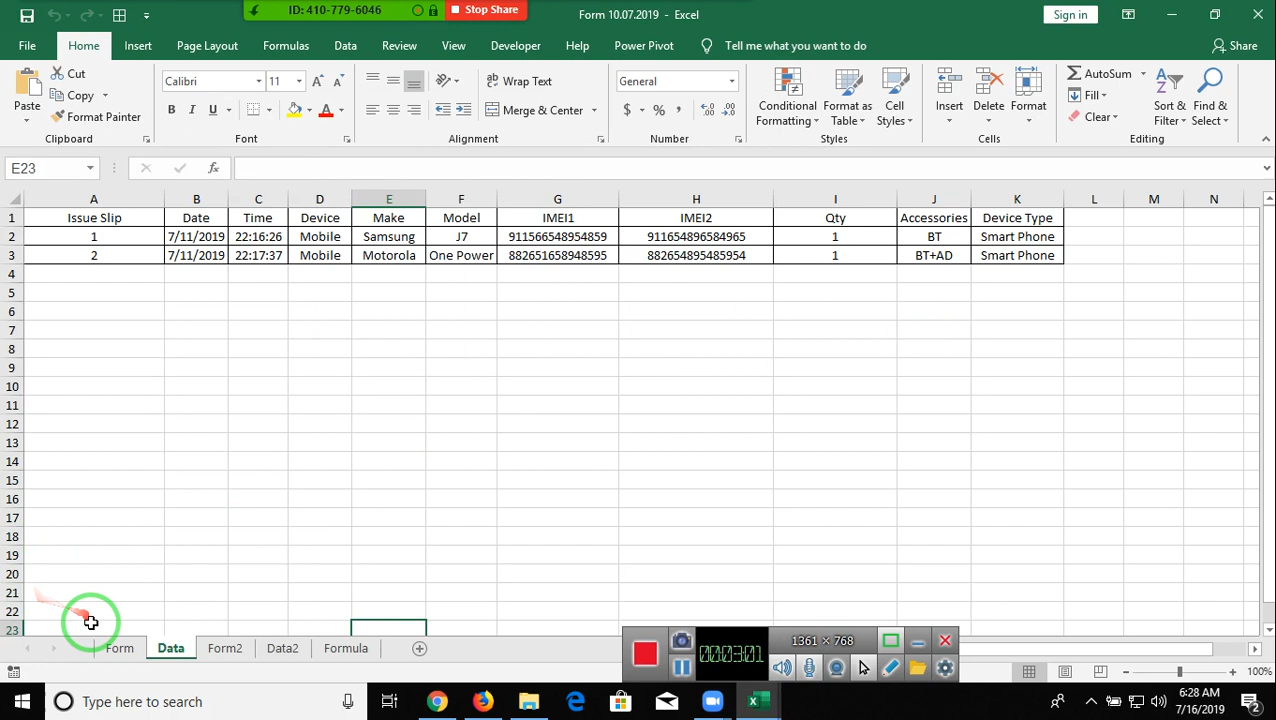 ID: 410-779-6046 Stop Share
Form 10.07.2019 - Excel
Sign in
File Home Insert Page Layout Formulas Data Review View Developer Help Power Pivot Tell me what you want to do Share
Paste
Cut
Copy
Format Painter
Clipboard
Calibri 11
B I U
Font
Wrap Text
Merge & Center
Alignment
General
$ % ,
Number
Conditional Formatting
Format as Table
Cell Styles
Styles
Insert
Delete
Format
Cells
AutoSum
Fill
Clear
Sort & Filter
Find & Select
Editing
E23 fx
A B C D E F G H I J K L M N
1 Issue Slip Date Time Device Make Model IMEI1 IMEI2 Qty Accessories Device Type
2 1 7/11/2019 22:16:26 Mobile Samsung J7 911566548954859 911654896584965 1 BT Smart Phone
3 2 7/11/2019 22:17:37 Mobile Motorola One Power 882651658948595 882654895485954 1 BT+AD Smart Phone
4
5
6
7
8
9
10
11
12
13
14
15
16
17
18
19
20
21
22
23
Form Data Form2 Data2 Formula
00:03:01
1361 × 768
100%
Type here to search
6:28 AM
7/16/2019
2